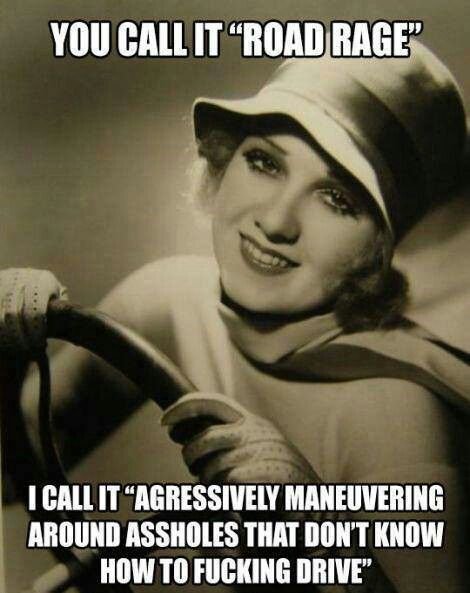 YOU CALL IT “ROAD RAGE”
I CALL IT “AGRESSIVELY MANEUVERING
AROUND ASSHOLES THAT DON'T KNOW
HOW TO FUCKING DRIVE”